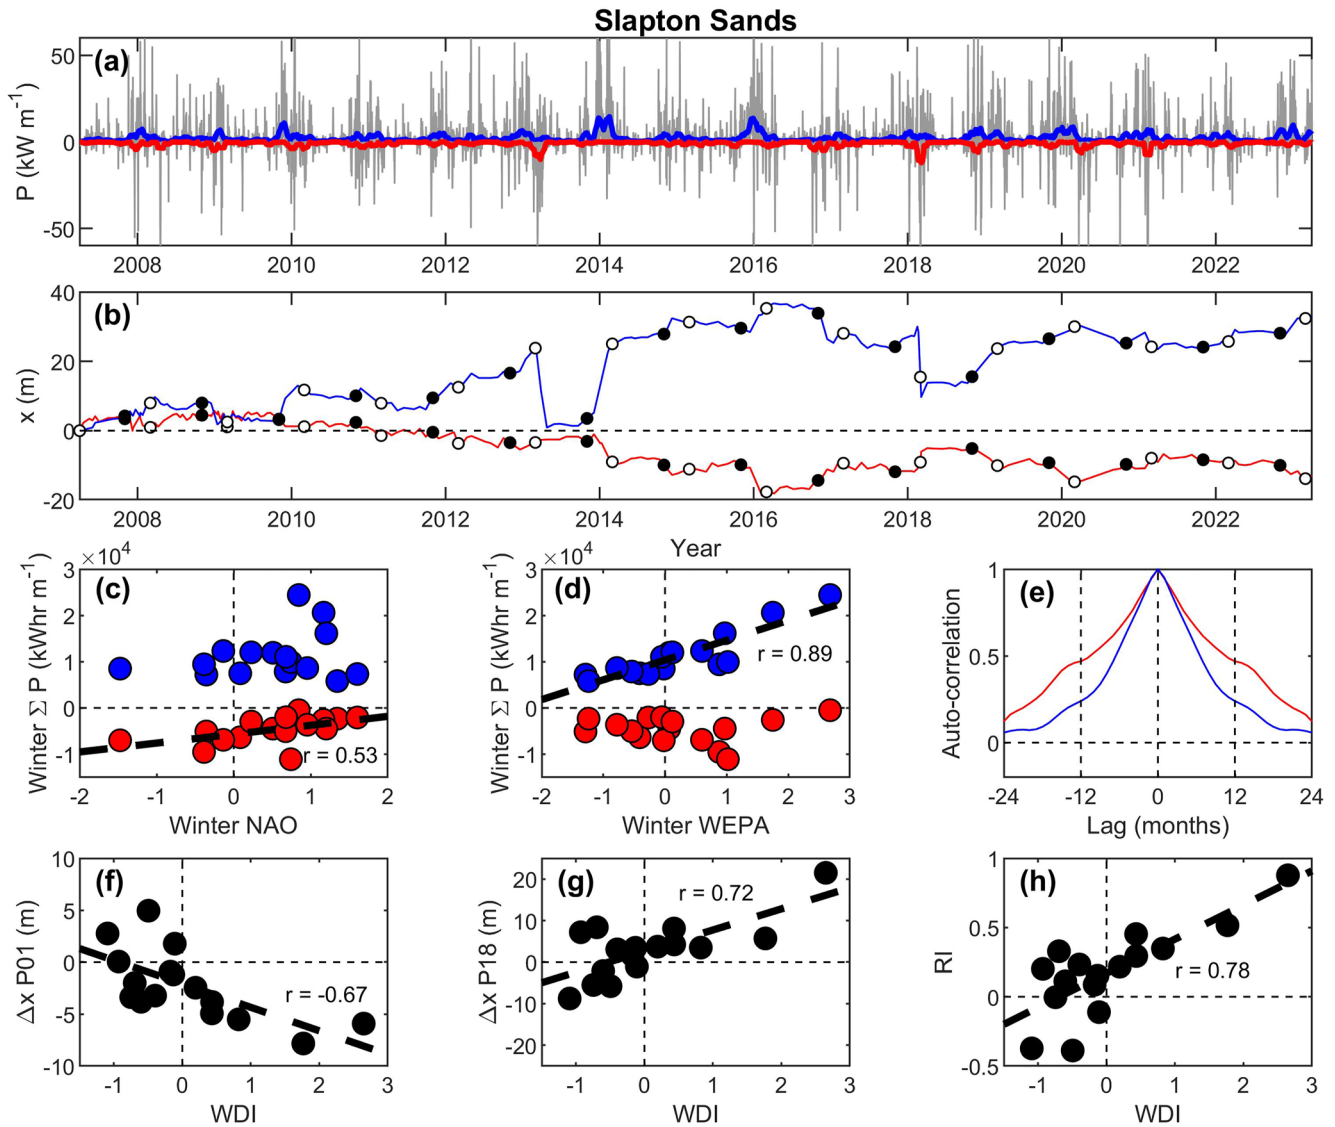 Slapton Sands
(a)
P (kW m⁻¹)
50
0
-50
2008 2010 2012 2014 2016 2018 2020 2022
(b)
x (m)
40
20
0
-20
2008 2010 2012 2014 2016 2018 2020 2022
Year
×10⁴
(c)
Winter Σ P (kWhr m⁻¹)
3
2
1
0
-1
r = 0.53
-2 -1 0 1 2
Winter NAO
×10⁴
(d)
Winter Σ P (kWhr m⁻¹)
3
2
1
0
-1
r = 0.89
-2 -1 0 1 2 3
Winter WEPA
(e)
Auto-correlation
1
0.5
0
-24 -12 0 12 24
Lag (months)
(f)
Δx P01 (m)
10
5
0
-5
-10
r = -0.67
-1 0 1 2 3
WDI
(g)
Δx P18 (m)
20
10
0
-10
-20
r = 0.72
-1 0 1 2 3
WDI
(h)
RI
1
0.5
0
-0.5
r = 0.78
-1 0 1 2 3
WDI